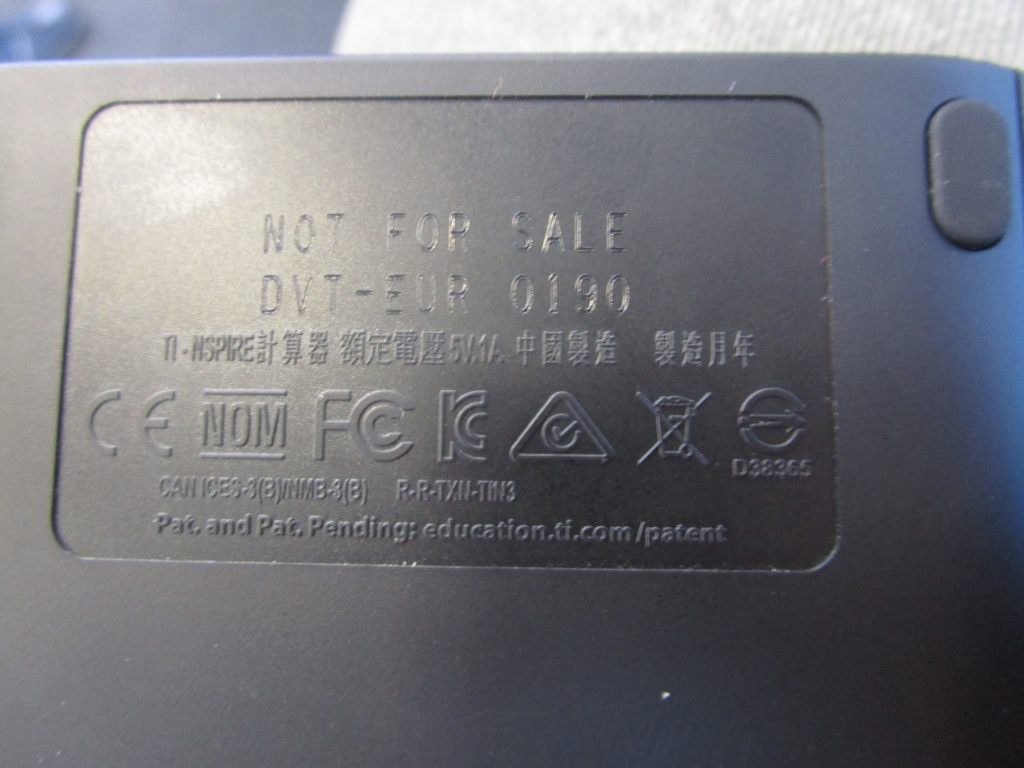 NOT FOR SALE
DVT-EUR 0190
TI-NSPIRE計算器 額定電壓5V.1A. 中國製造 製造月年
CE NOM FC KC
D38365
CAN ICES-3(B)/NMB-3(B) R-R-TXN-TIN3
Pat. and Pat. Pending: education.ti.com/patent